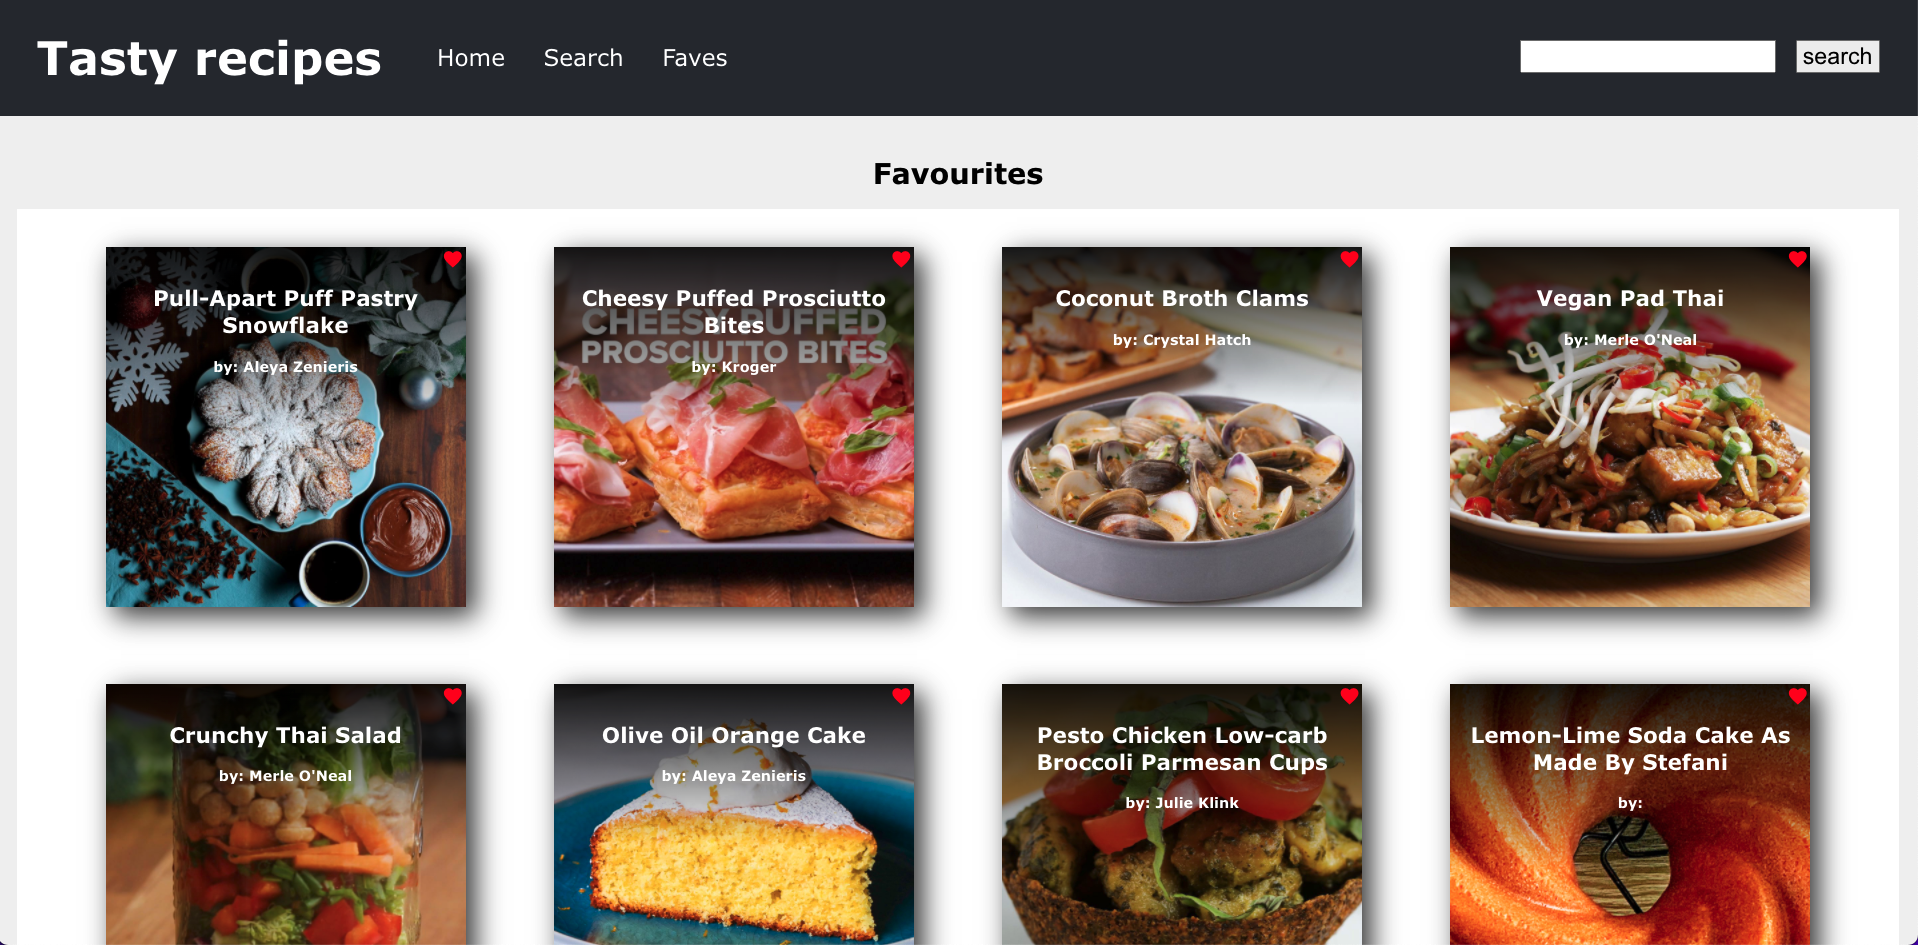 Tasty recipes
Home
Search
Faves
search
Favourites
Pull-Apart Puff Pastry
Snowflake
by: Aleya Zenieris
Cheesy Puffed Prosciutto
Bites
CHEESY PUFFED
PROSCIUTTO BITES
by: Kroger
Coconut Broth Clams
by: Crystal Hatch
Vegan Pad Thai
by: Merle O'Neal
Crunchy Thai Salad
by: Merle O'Neal
Olive Oil Orange Cake
by: Aleya Zenieris
Pesto Chicken Low-carb
Broccoli Parmesan Cups
by: Julie Klink
Lemon-Lime Soda Cake As
Made By Stefani
by: